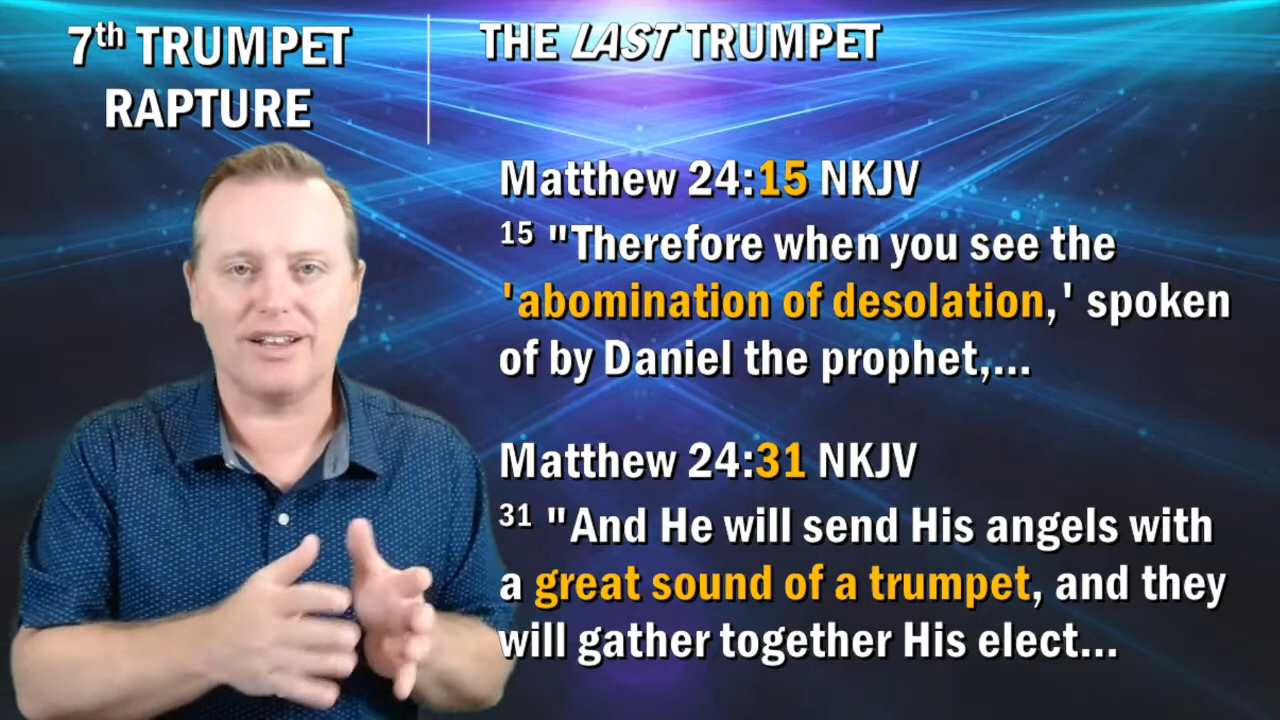 7th TRUMPET
RAPTURE
THE LAST TRUMPET
Matthew 24:15 NKJV
15 "Therefore when you see the
'abomination of desolation,' spoken
of by Daniel the prophet,...
Matthew 24:31 NKJV
31 "And He will send His angels with
a great sound of a trumpet, and they
will gather together His elect...